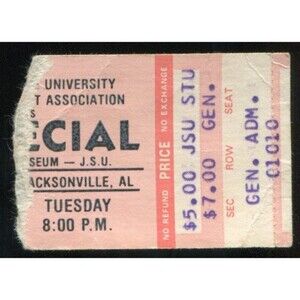 UNIVERSITY
T ASSOCIATION
S
ECIAL
SEUM — J.S.U.
ACKSONVILLE, AL
TUESDAY
8:00 P.M.
NO REFUND PRICE NO EXCHANGE
$5.00 JSU STU
$7.00 GEN.
SEC ROW SEAT
GEN. ADM.
01010